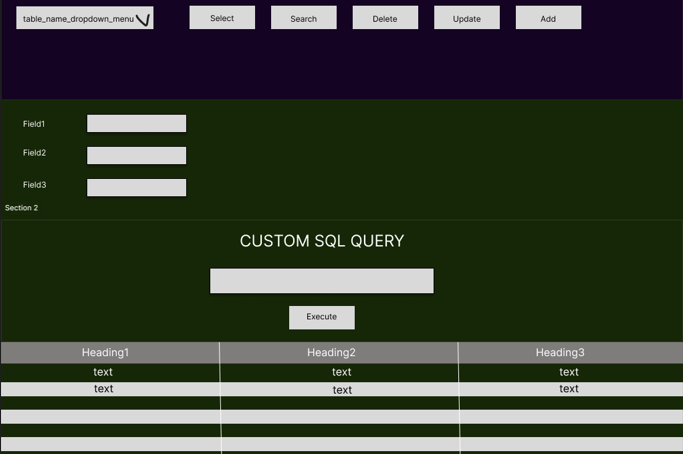 table_name_dropdown_menu Select Search Delete Update Add
Field1
Field2
Field3
Section 2
CUSTOM SQL QUERY
Execute
Heading1 Heading2 Heading3
text text text
text text text